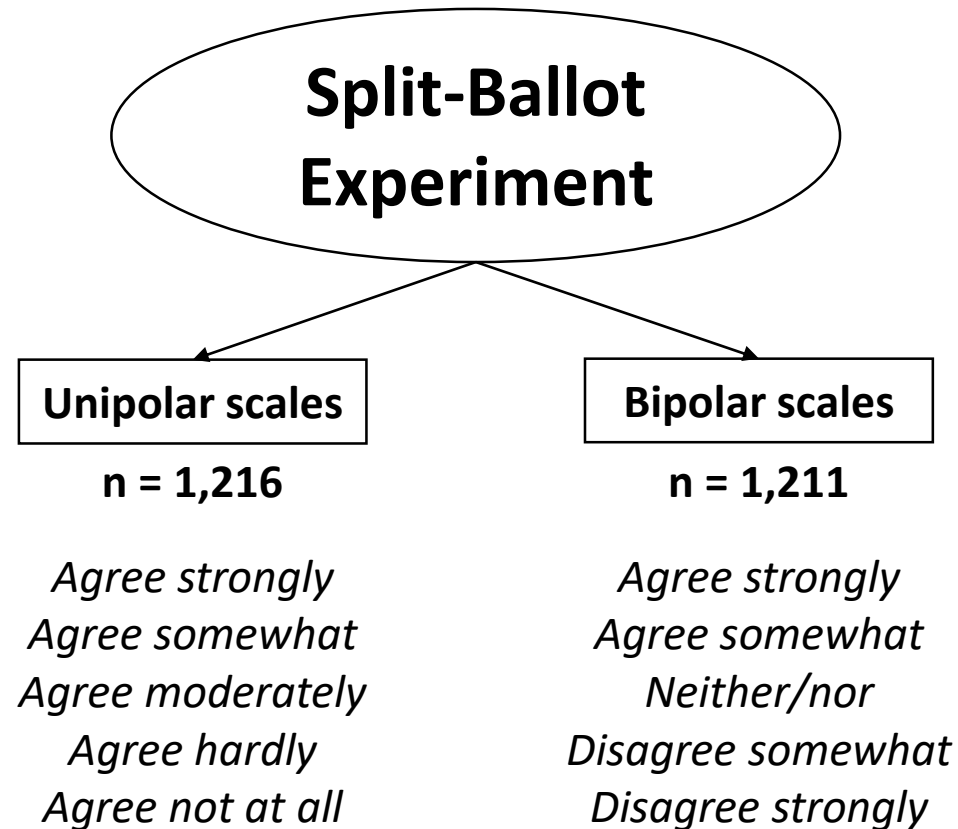 Split-Ballot
Experiment
Unipolar scales
n = 1,216
Agree strongly
Agree somewhat
Agree moderately
Agree hardly
Agree not at all
Bipolar scales
n = 1,211
Agree strongly
Agree somewhat
Neither/nor
Disagree somewhat
Disagree strongly